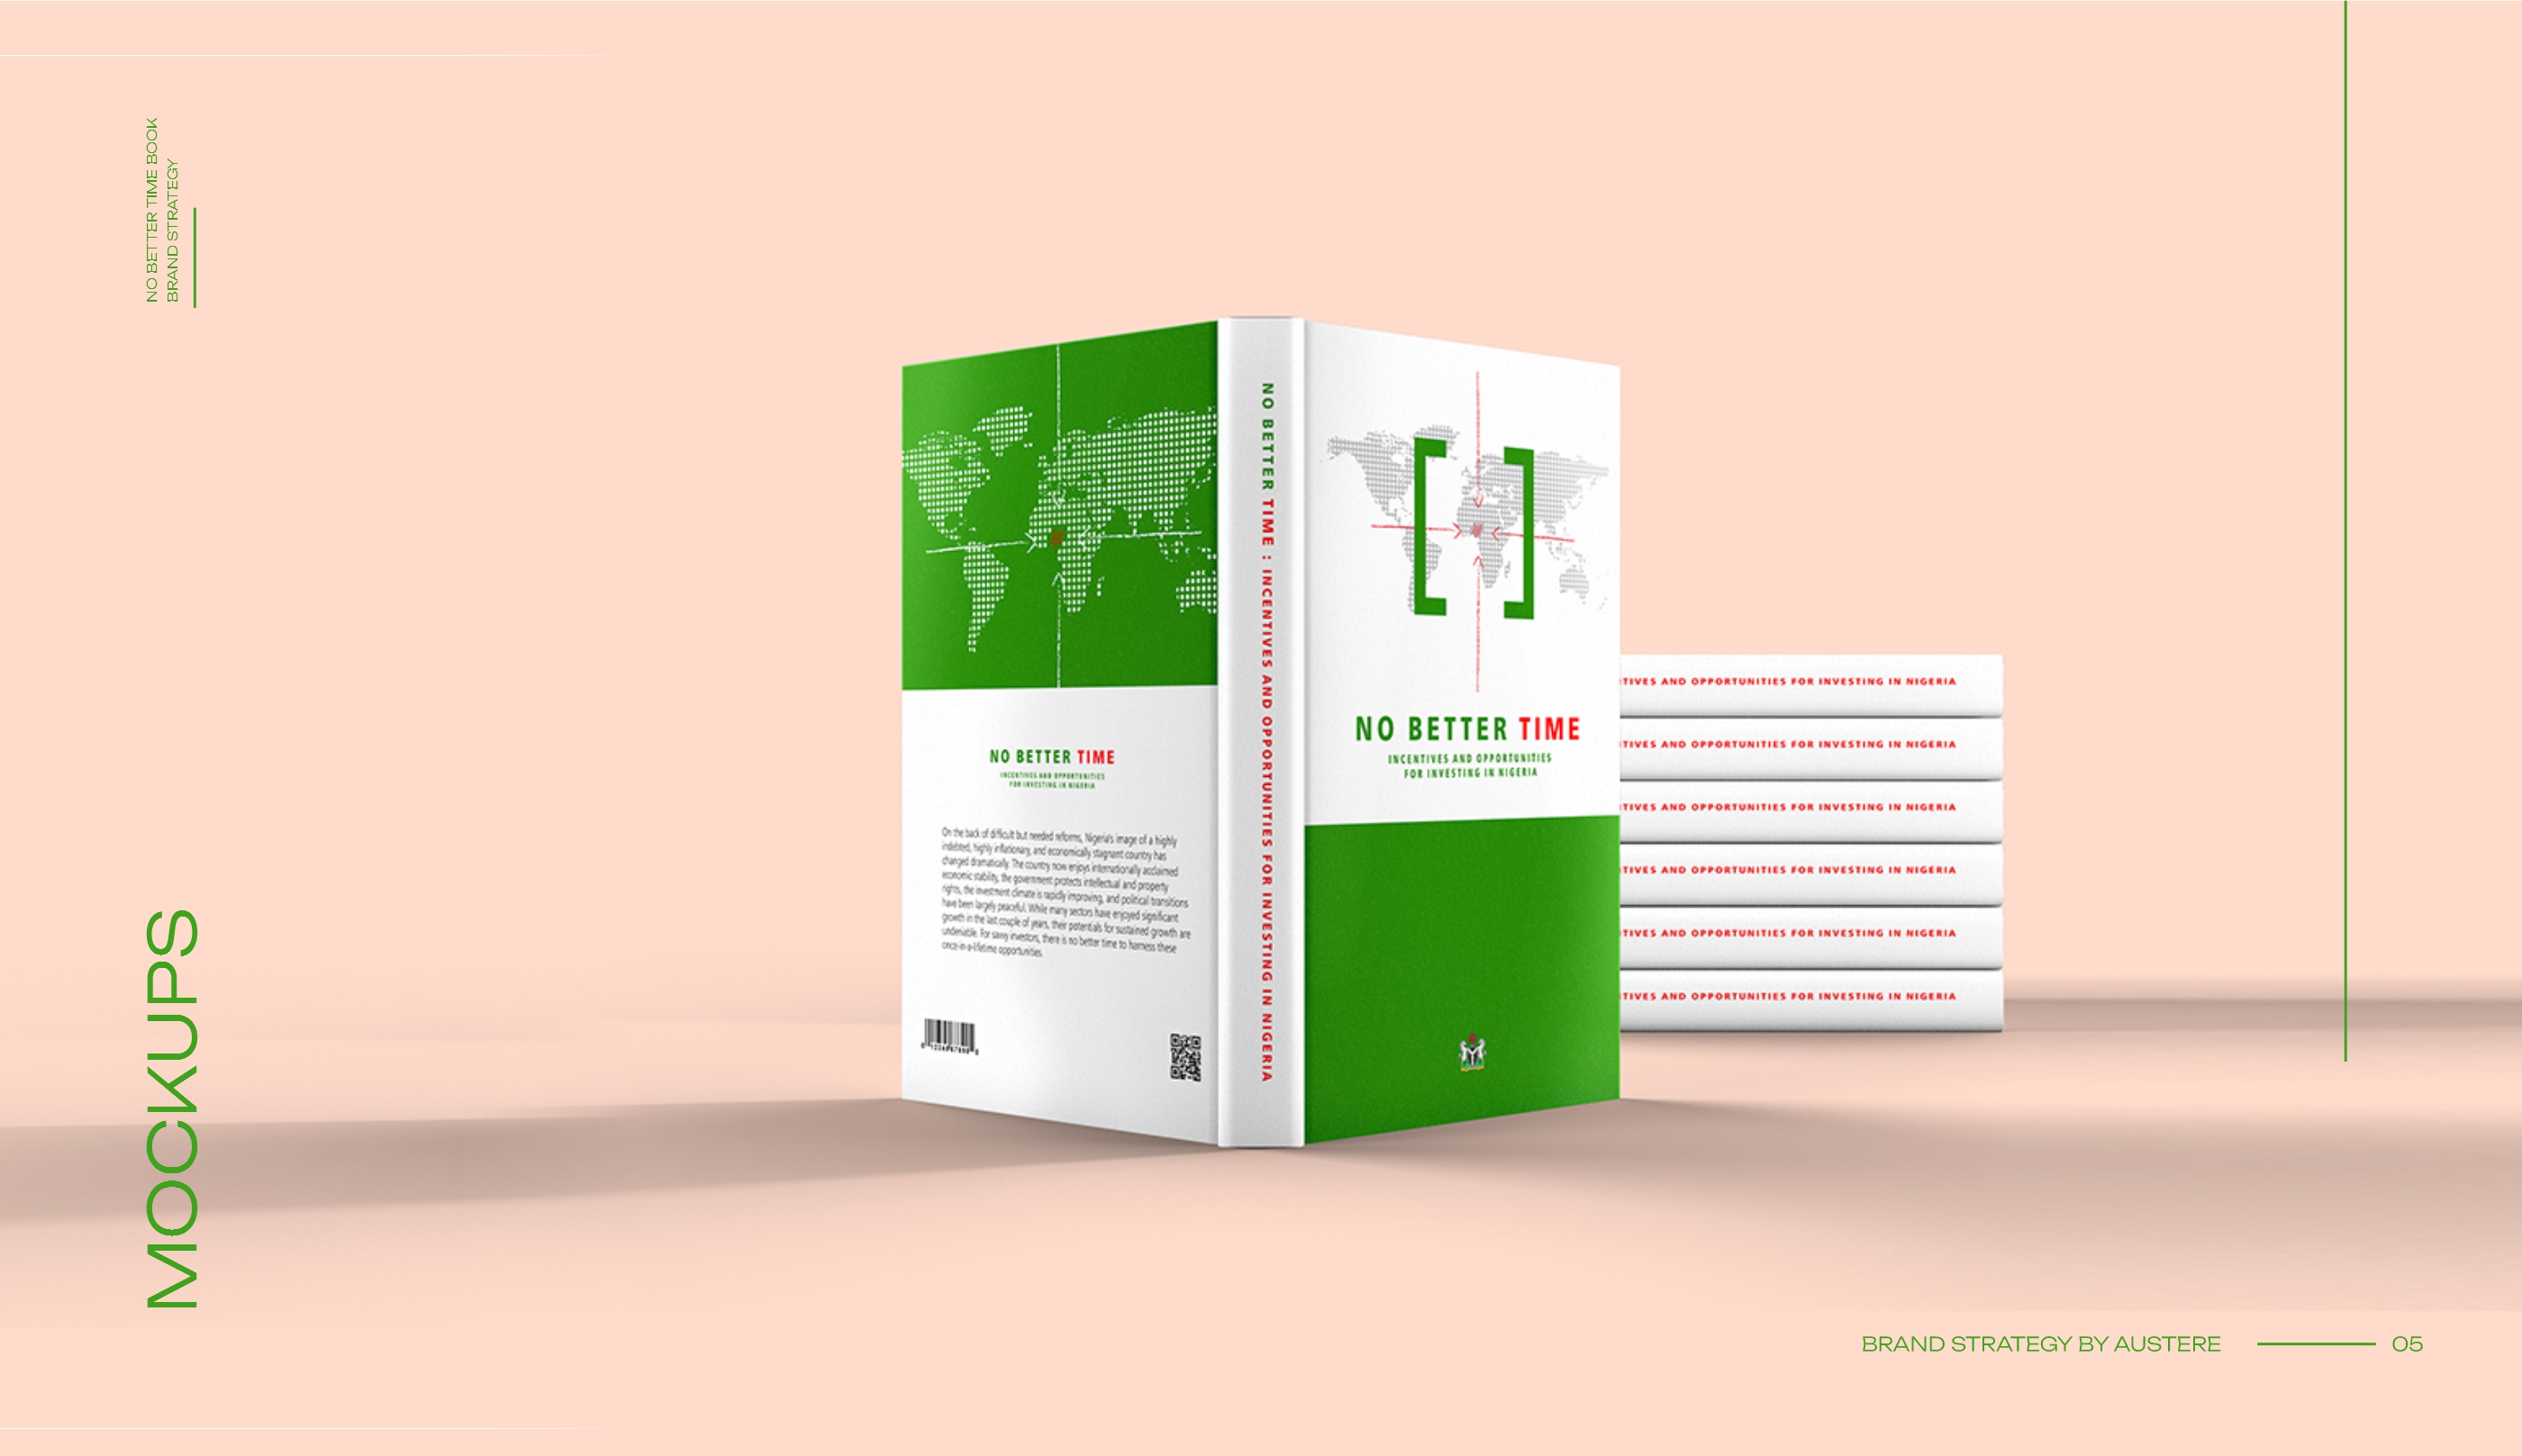 NO BETTER TIME BOOK
BRAND STRATEGY
MOCKUPS
NO BETTER TIME
INCENTIVES AND OPPORTUNITIES
FOR INVESTING IN NIGERIA
On the back of difficult but needed reforms, Nigeria's image of a highly
indebted, highly inflationary, and economically stagnant country has
changed dramatically. The country now enjoys internationally acclaimed
economic stability, the government protects intellectual and property
rights, the investment climate is rapidly improving, and political transitions
have been largely peaceful. While many sectors have enjoyed significant
growth in the last couple of years, their potentials for sustained growth are
undeniable. For savvy investors, there is no better time to harness these
once-in-a-lifetime opportunities.
NO BETTER TIME : INCENTIVES AND OPPORTUNITIES FOR INVESTING IN NIGERIA
[ ]
NO BETTER TIME
INCENTIVES AND OPPORTUNITIES
FOR INVESTING IN NIGERIA
TIVES AND OPPORTUNITIES FOR INVESTING IN NIGERIA
TIVES AND OPPORTUNITIES FOR INVESTING IN NIGERIA
TIVES AND OPPORTUNITIES FOR INVESTING IN NIGERIA
TIVES AND OPPORTUNITIES FOR INVESTING IN NIGERIA
TIVES AND OPPORTUNITIES FOR INVESTING IN NIGERIA
TIVES AND OPPORTUNITIES FOR INVESTING IN NIGERIA
BRAND STRATEGY BY AUSTERE
05